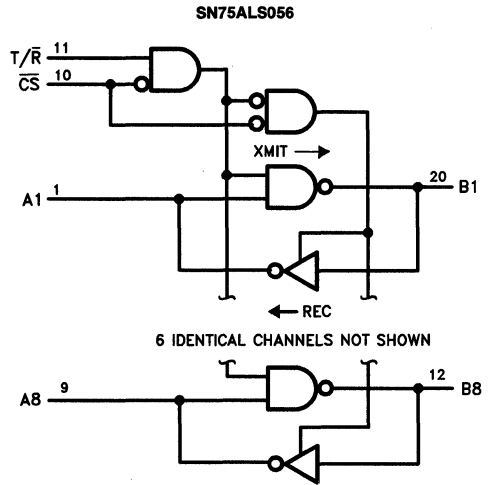 SN75ALS056
T/R̅ 11
C̅S̅ 10
XMIT →
A1 1
20 B1
← REC
6 IDENTICAL CHANNELS NOT SHOWN
A8 9
12 B8